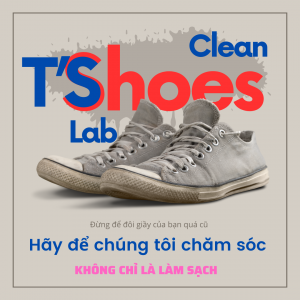 Clean
T'Shoes
Lab
Đừng để đôi giầy của bạn quá cũ
Hãy để chúng tôi chăm sóc
KHÔNG CHỈ LÀ LÀM SẠCH